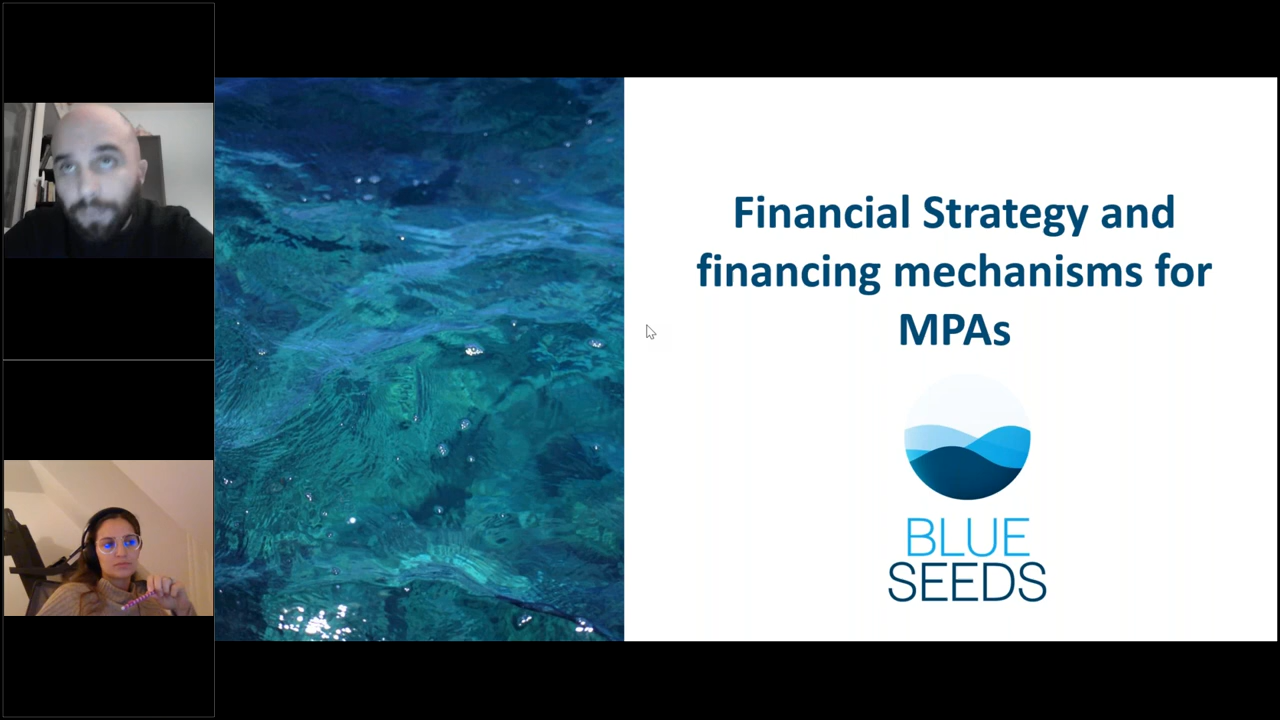 Financial Strategy and
financing mechanisms for
MPAs
BLUE
SEEDS